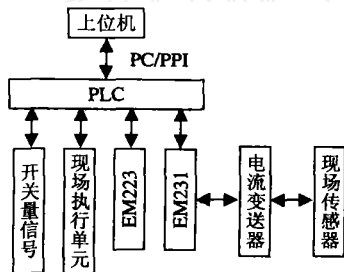 上位机
PC/PPI
PLC
开关量信号
现场执行单元
EM223
EM231
电流变送器
现场传感器